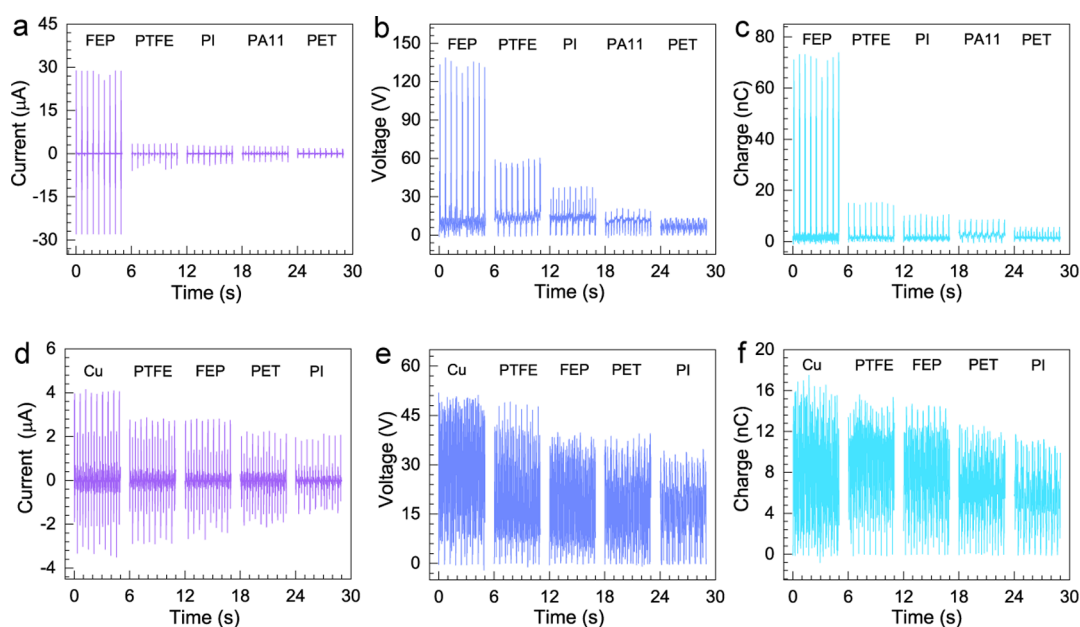 a
FEP PTFE PI PA11 PET
45
30
15
0
-15
-30
Current (μA)
0 6 12 18 24 30
Time (s)
b
FEP PTFE PI PA11 PET
150
120
90
60
30
0
Voltage (V)
0 6 12 18 24 30
Time (s)
c
FEP PTFE PI PA11 PET
80
60
40
20
0
Charge (nC)
0 6 12 18 24 30
Time (s)
d
Cu PTFE FEP PET PI
6
4
2
0
-2
-4
Current (μA)
0 6 12 18 24 30
Time (s)
e
Cu PTFE FEP PET PI
60
45
30
15
0
Voltage (V)
0 6 12 18 24 30
Time (s)
f
Cu PTFE FEP PET PI
20
16
12
8
4
0
Charge (nC)
0 6 12 18 24 30
Time (s)